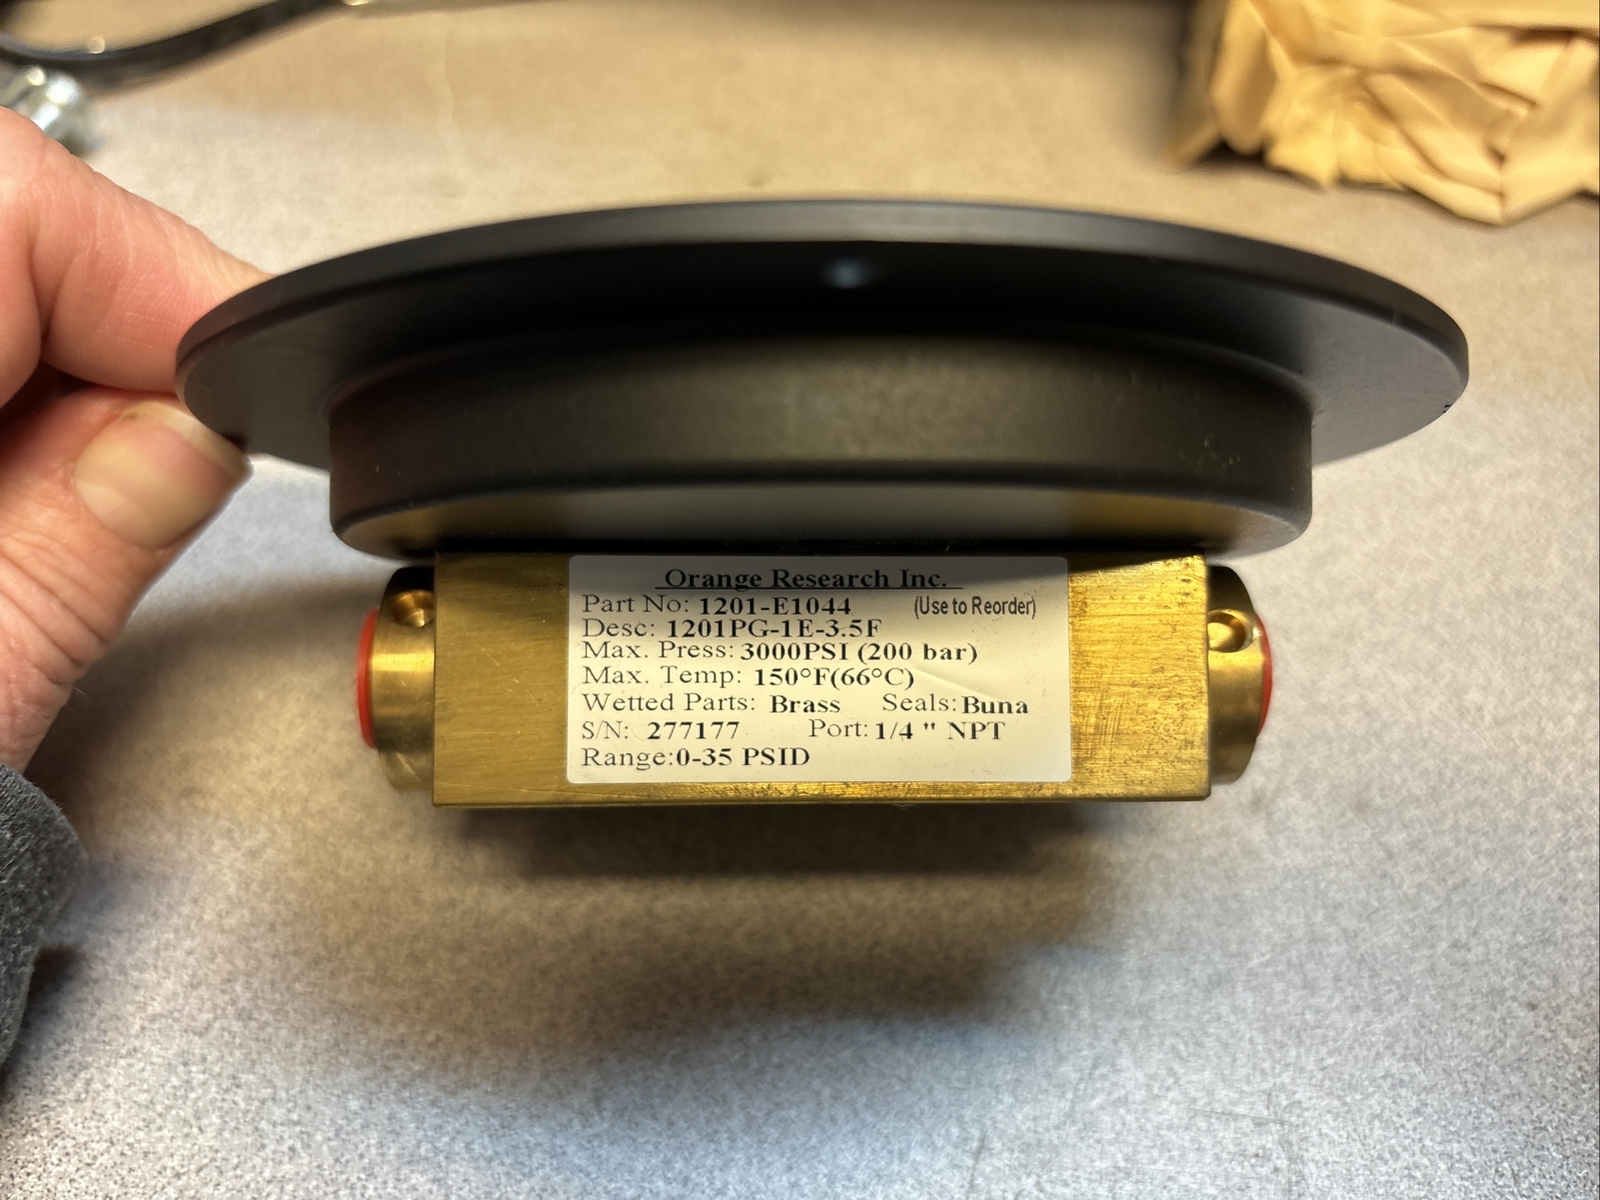 Orange Research Inc.
Part No: 1201-E1044 (Use to Reorder)
Desc: 1201PG-1E-3.5F
Max. Press: 3000PSI (200 bar)
Max. Temp: 150°F(66°C)
Wetted Parts: Brass Seals: Buna
S/N: 277177 Port: 1/4 " NPT
Range:0-35 PSID